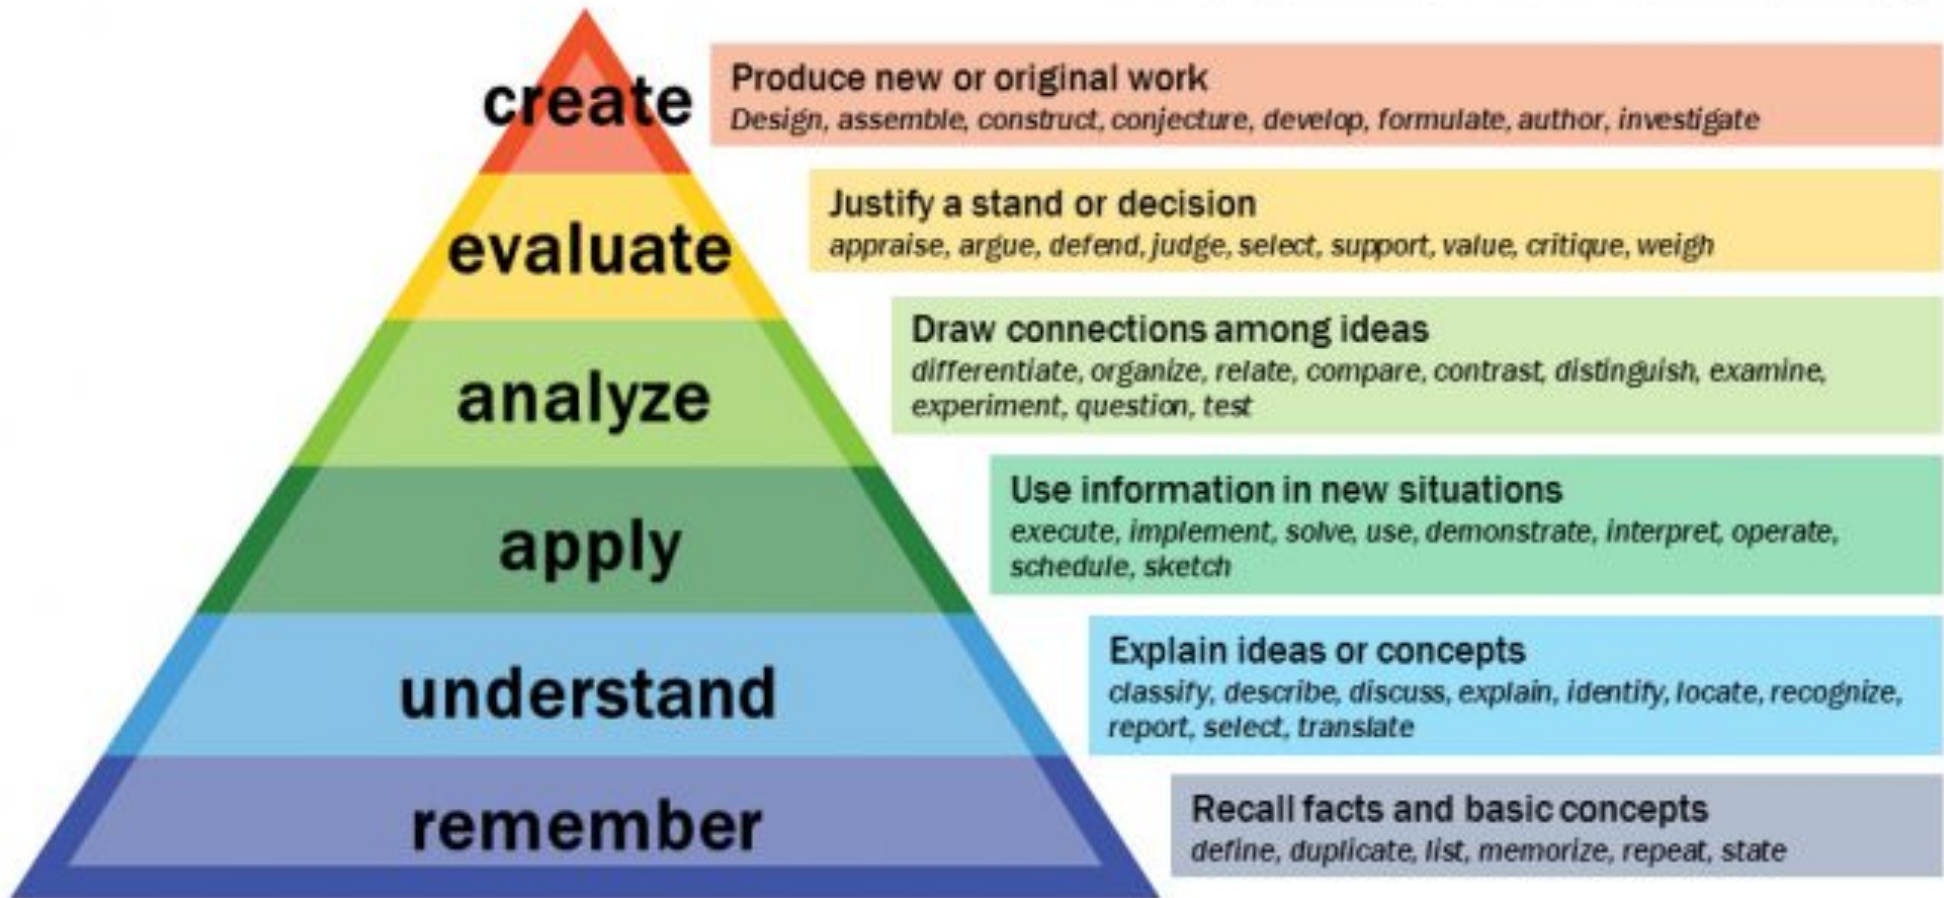 create
Produce new or original work
Design, assemble, construct, conjecture, develop, formulate, author, investigate
evaluate
Justify a stand or decision
appraise, argue, defend, judge, select, support, value, critique, weigh
analyze
Draw connections among ideas
differentiate, organize, relate, compare, contrast, distinguish, examine,
experiment, question, test
apply
Use information in new situations
execute, implement, solve, use, demonstrate, interpret, operate,
schedule, sketch
understand
Explain ideas or concepts
classify, describe, discuss, explain, identify, locate, recognize,
report, select, translate
remember
Recall facts and basic concepts
define, duplicate, list, memorize, repeat, state